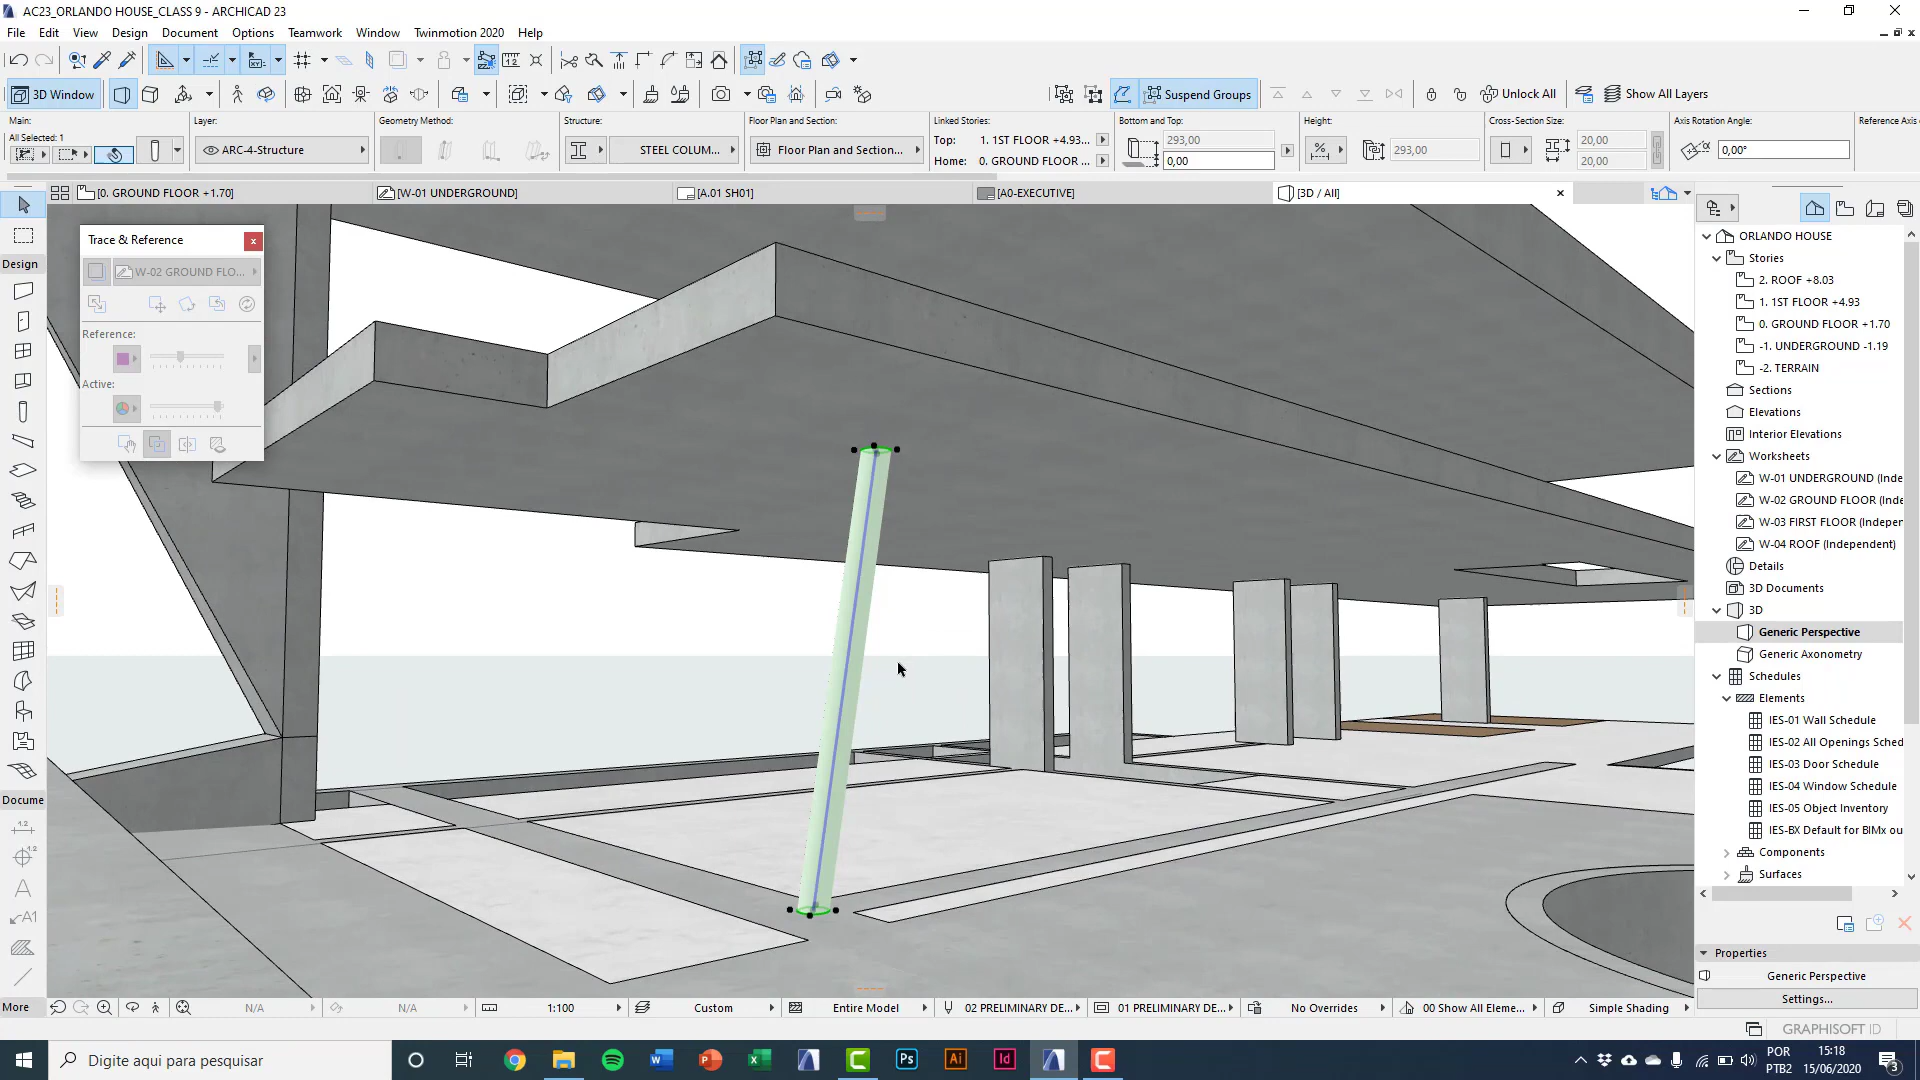 AC23_ORLANDO HOUSE_CLASS 9 - ARCHICAD 23
File Edit View Design Document Options Teamwork Window Twinmotion 2020 Help
3D Window
Suspend Groups
Unlock All
Show All Layers
Main:
All Selected: 1
Layer:
ARC-4-Structure
Geometry Method:
Structure:
STEEL COLUM...
Floor Plan and Section:
Floor Plan and Section...
Linked Stories:
Top: 1. 1ST FLOOR +4.93...
Home: 0. GROUND FLOOR ...
Bottom and Top:
293,00
0,00
Height:
293,00
Cross-Section Size:
20,00
20,00
Axis Rotation Angle:
0,00°
Reference Axis
[0. GROUND FLOOR +1.70]
[W-01 UNDERGROUND]
[A.01 SH01]
[A0-EXECUTIVE]
[3D / All]
Trace & Reference
W-02 GROUND FLO...
Reference:
Active:
Design
Docume
1.2
1.2
A
A1
More
ORLANDO HOUSE
Stories
2. ROOF +8.03
1. 1ST FLOOR +4.93
0. GROUND FLOOR +1.70
-1. UNDERGROUND -1.19
-2. TERRAIN
Sections
Elevations
Interior Elevations
Worksheets
W-01 UNDERGROUND (Inde
W-02 GROUND FLOOR (Inde
W-03 FIRST FLOOR (Indepen
W-04 ROOF (Independent)
Details
3D Documents
3D
Generic Perspective
Generic Axonometry
Schedules
Elements
IES-01 Wall Schedule
IES-02 All Openings Sched
IES-03 Door Schedule
IES-04 Window Schedule
IES-05 Object Inventory
IES-BX Default for BIMx ou
Components
Surfaces
Properties
Generic Perspective
Settings...
N/A
N/A
1:100
Custom
Entire Model
02 PRELIMINARY DE...
01 PRELIMINARY DE...
No Overrides
00 Show All Eleme...
Simple Shading
GRAPHISOFT ID
Digite aqui para pesquisar
Ps
Ai
Id
POR
PTB2
15:18
15/06/2020
3